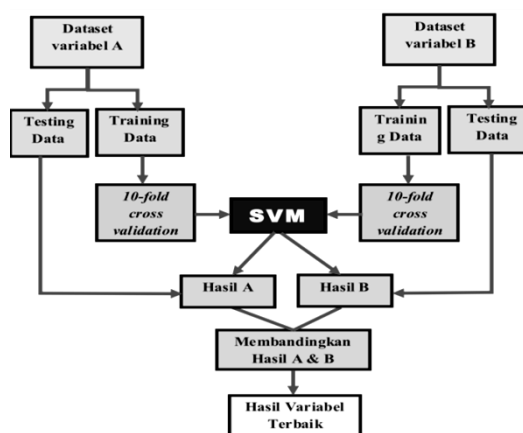 Dataset
variabel A
Dataset
variabel B
Testing
Data
Training
Data
Trainin
g Data
Testing
Data
10-fold
cross
validation
SVM
10-fold
cross
validation
Hasil A
Hasil B
Membandingkan
Hasil A & B
Hasil Variabel
Terbaik